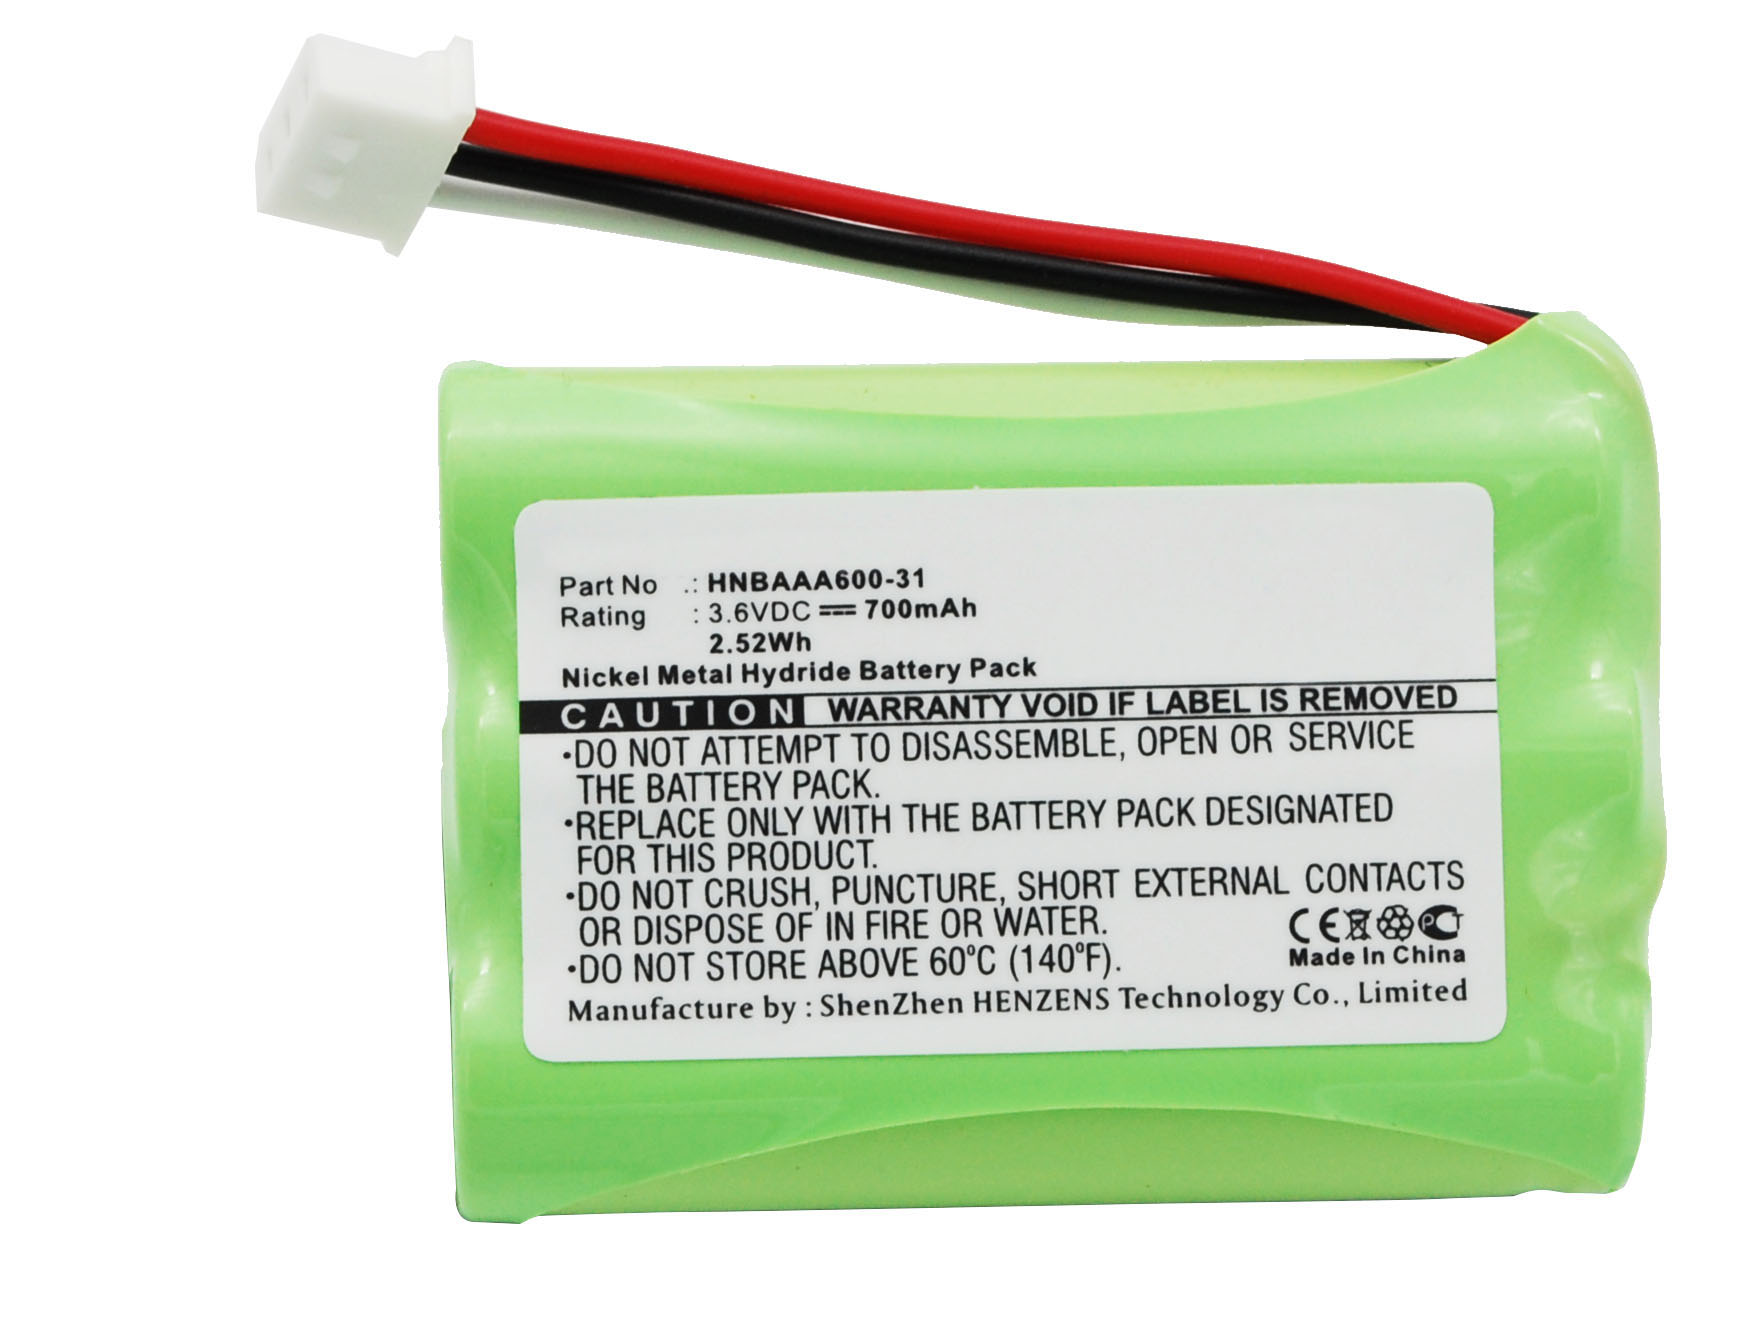 Part No .: HNBAAA600-31
Rating : 3.6VDC 700mAh
2.52Wh
Nickel Metal Hydride Battery Pack
CAUTION WARRANTY VOID IF LABEL IS REMOVED
•DO NOT ATTEMPT TO DISASSEMBLE, OPEN OR SERVICE
THE BATTERY PACK.
•REPLACE ONLY WITH THE BATTERY PACK DESIGNATED
FOR THIS PRODUCT.
•DO NOT CRUSH, PUNCTURE, SHORT EXTERNAL CONTACTS
OR DISPOSE OF IN FIRE OR WATER.
CE
•DO NOT STORE ABOVE 60°C (140°F).
Made In China
Manufacture by : ShenZhen HENZENS Technology Co., Limited